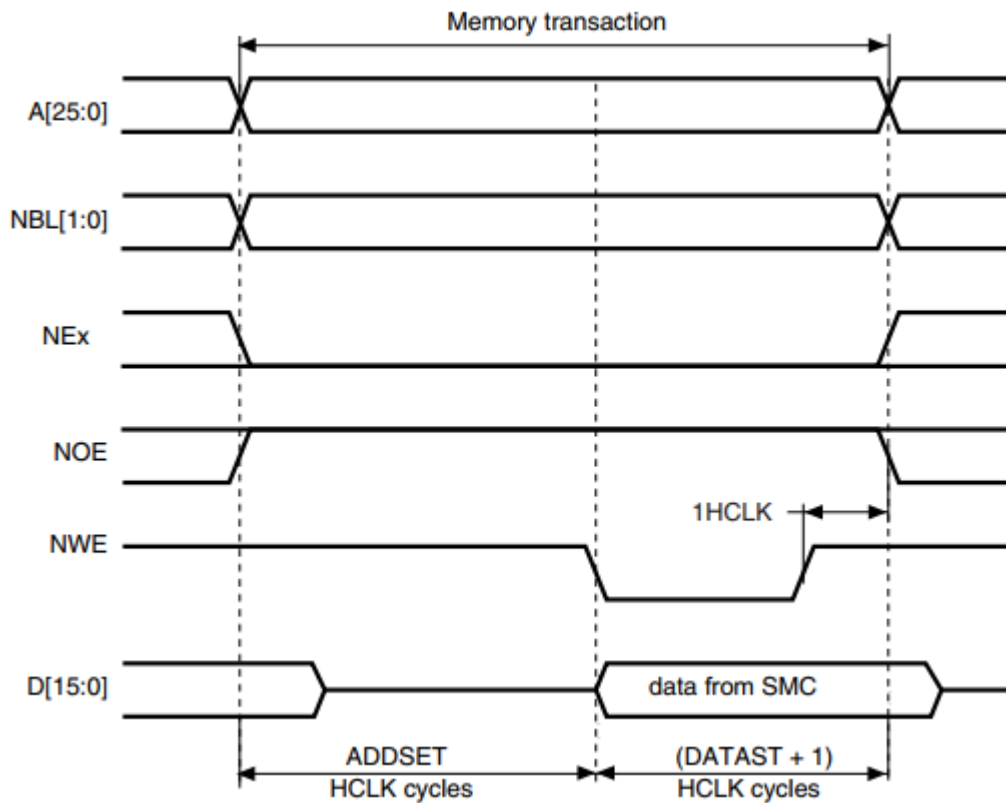 Memory transaction
A[25:0]
NBL[1:0]
NEx
NOE
1HCLK
NWE
D[15:0]
data from SMC
ADDSET
HCLK cycles
(DATAST + 1)
HCLK cycles